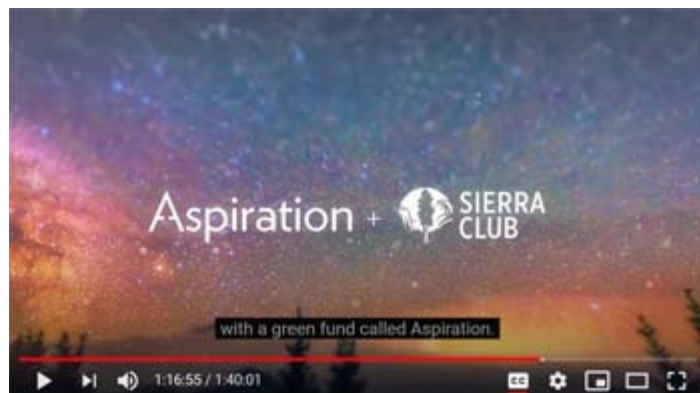 Aspiration + SIERRA CLUB
with a green fund called Aspiration.
1:16:55 / 1:40:01
CC